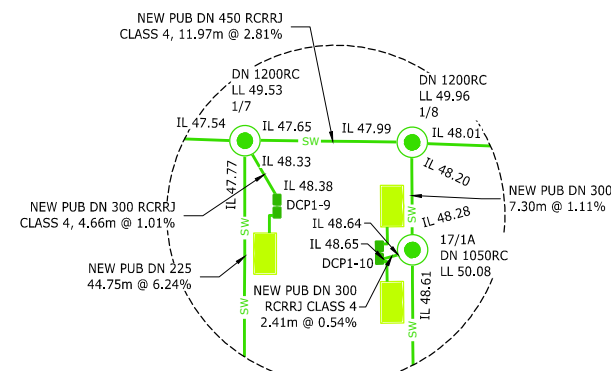 NEW PUB DN 450 RCRRJ
CLASS 4, 11.97m @ 2.81%
DN 1200RC
LL 49.53
1/7
DN 1200RC
LL 49.96
1/8
IL 47.54
IL 47.65
SW
IL 47.99
IL 48.01
IL 47.77
IL 48.33
IL 48.38
DCP1-9
IL 48.20
SW
IL 48.28
NEW PUB DN 300
7.30m @ 1.11%
NEW PUB DN 300 RCRRJ
CLASS 4, 4.66m @ 1.01%
SW
IL 48.64
IL 48.65
DCP1-10
17/1A
DN 1050RC
LL 50.08
NEW PUB DN 225
44.75m @ 6.24%
NEW PUB DN 300
RCRRJ CLASS 4
2.41m @ 0.54%
IL 48.61
SW
SW